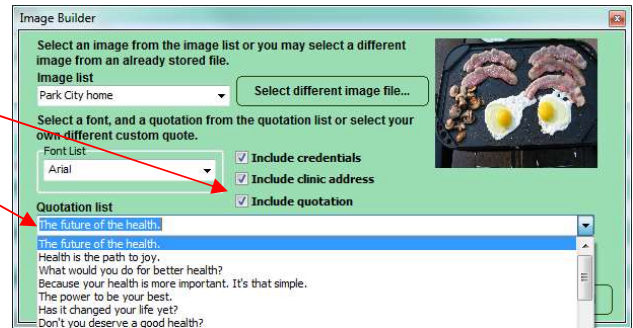 Image Builder
Select an image from the image list or you may select a different
image from an already stored file.
Image list
Park City home
Select different image file...
Select a font, and a quotation from the quotation list or select your
own different custom quote.
Font List
Arial
Include credentials
Include clinic address
Include quotation
Quotation list
The future of the health.
The future of the health.
Health is the path to joy.
What would you do for better health?
Because your health is more important. It's that simple.
The power to be your best.
Has it changed your life yet?
Don't you deserve a good health?